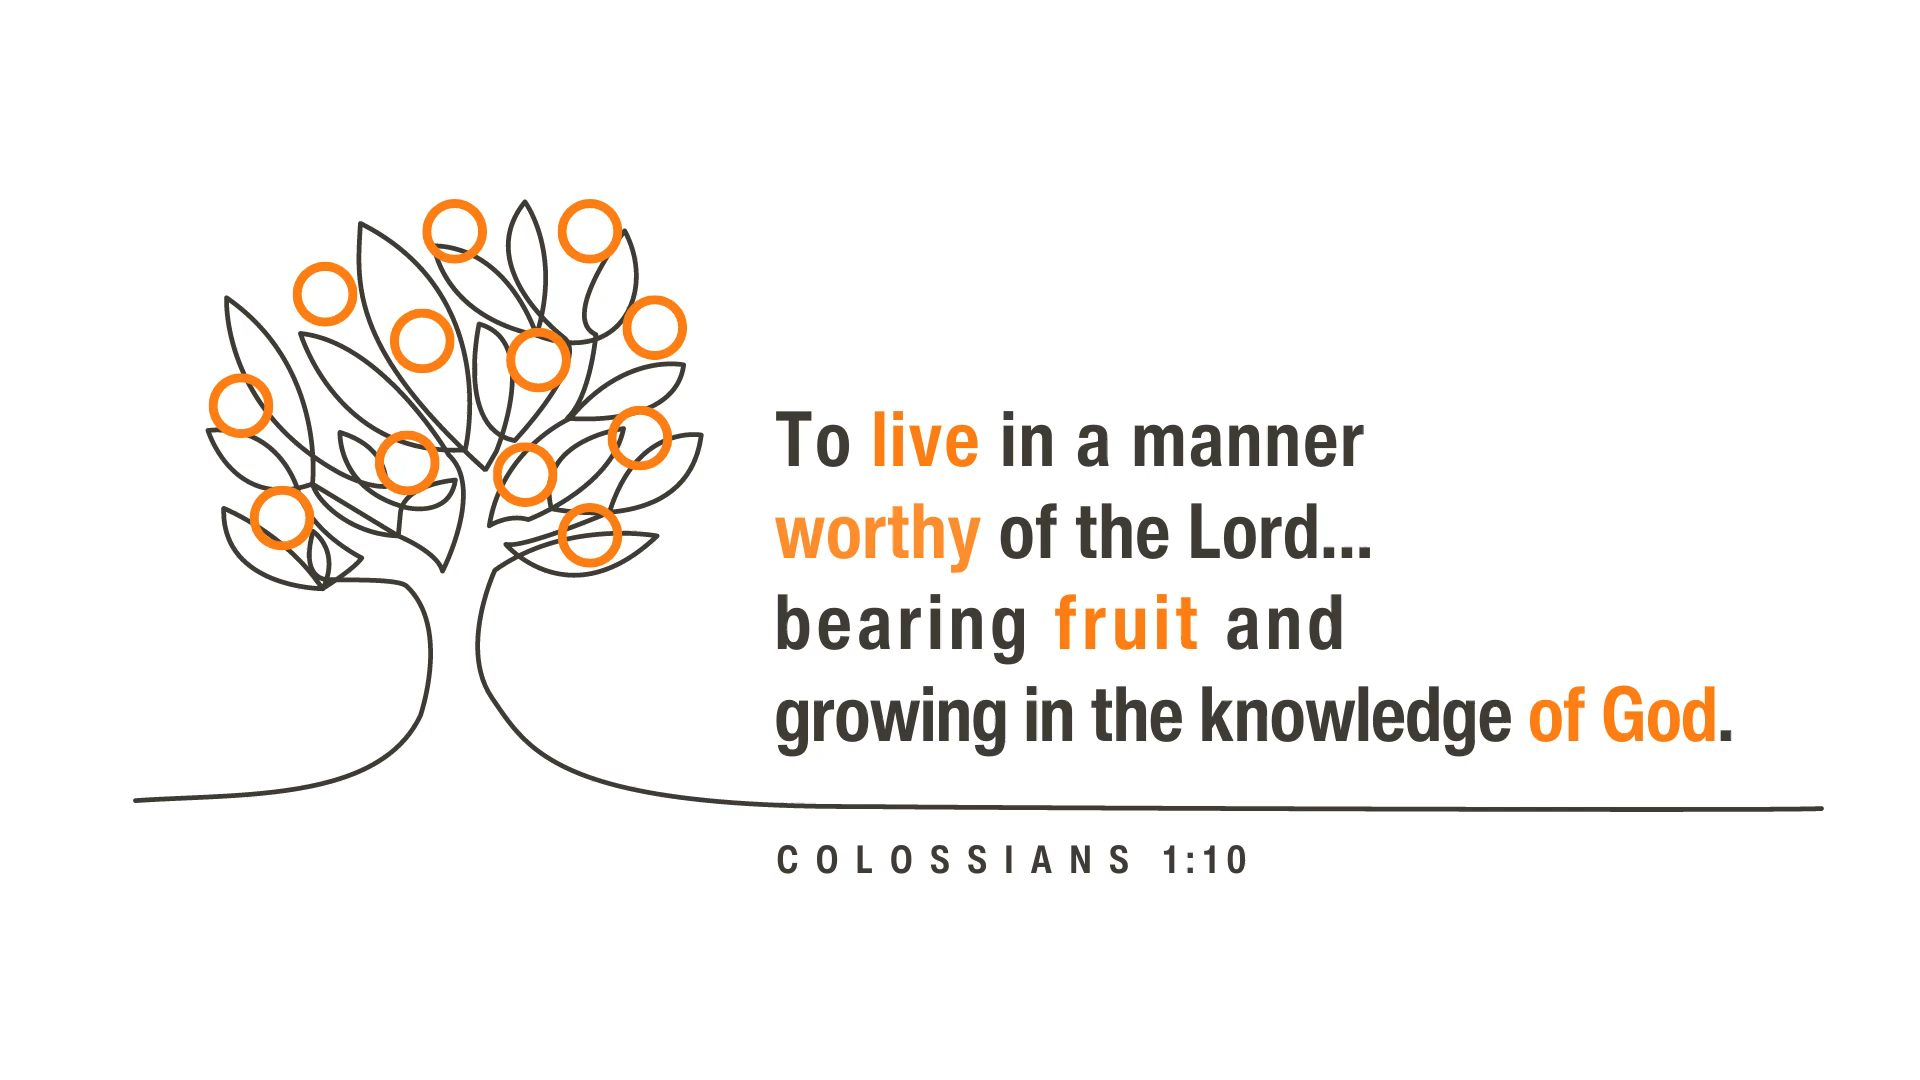 To live in a manner
worthy of the Lord...
bearing fruit and
growing in the knowledge of God.
COLOSSIANS 1:10